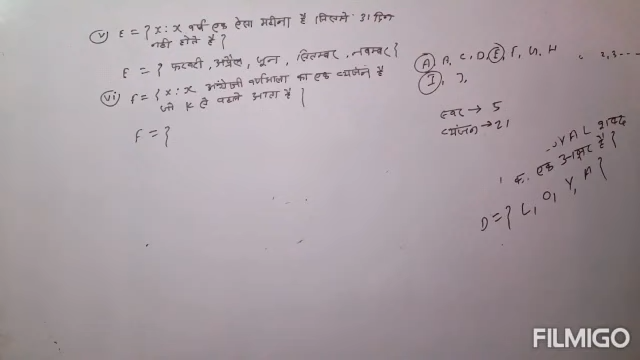 (v) E = { x : x वर्ष का एक ऐसा महीना है जिसमें 31 दिन
नहीं होते हैं }
E = { फरवरी, अप्रैल, जून, सितम्बर, नवम्बर }
(vi) F = { x : x अंग्रेजी वर्णमाला का एक व्यंजन है
जो K से पहले आता है }
F = {
A, B, C, D, E, F, G, H
I, J,
स्वर → 5
व्यंजन → 21
YAL शब्द
का एक अक्षर है }
D = { L, O, Y, A }
FILMIGO